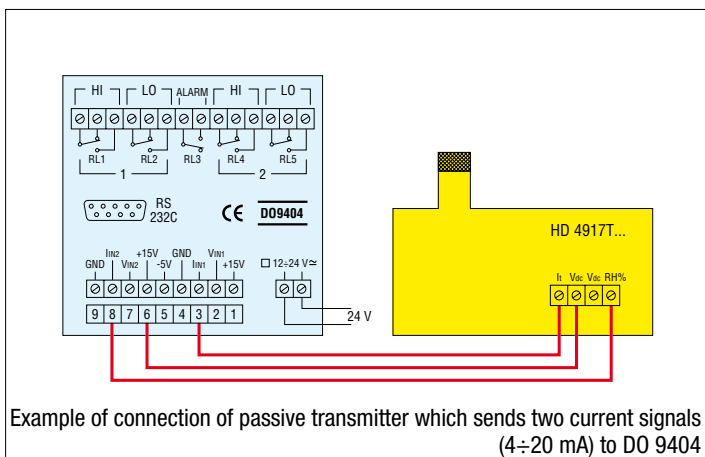 HI LO ALARM HI LO
RL1 RL2 RL3 RL4 RL5
1 2
RS
232C
CE DO9404
IIN2 +15V GND VIN1
GND VIN2 -5V IIN1 +15V
12÷24 V≃
9 8 7 6 5 4 3 2 1
24 V
HD 4917T...
It Vdc Vdc RH%
Example of connection of passive transmitter which sends two current signals
(4÷20 mA) to DO 9404